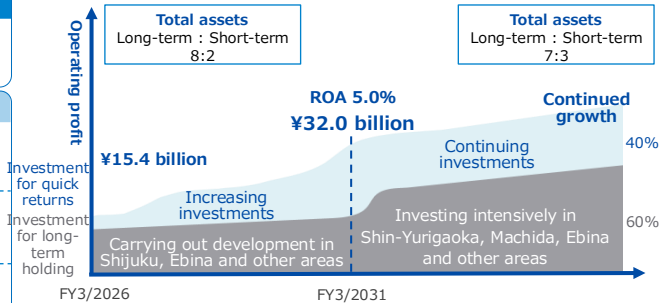 Total assets
Long-term : Short-term
8:2
Total assets
Long-term : Short-term
7:3
Operating profit
ROA 5.0%
¥32.0 billion
Continued
growth
¥15.4 billion
40%
Continuing
investments
Investment
for quick
returns
Increasing
investments
Investment
for long-
term
holding
Carrying out development in
Shijuku, Ebina and other areas
Investing intensively in
Shin-Yurigaoka, Machida, Ebina
and other areas
60%
FY3/2026
FY3/2031